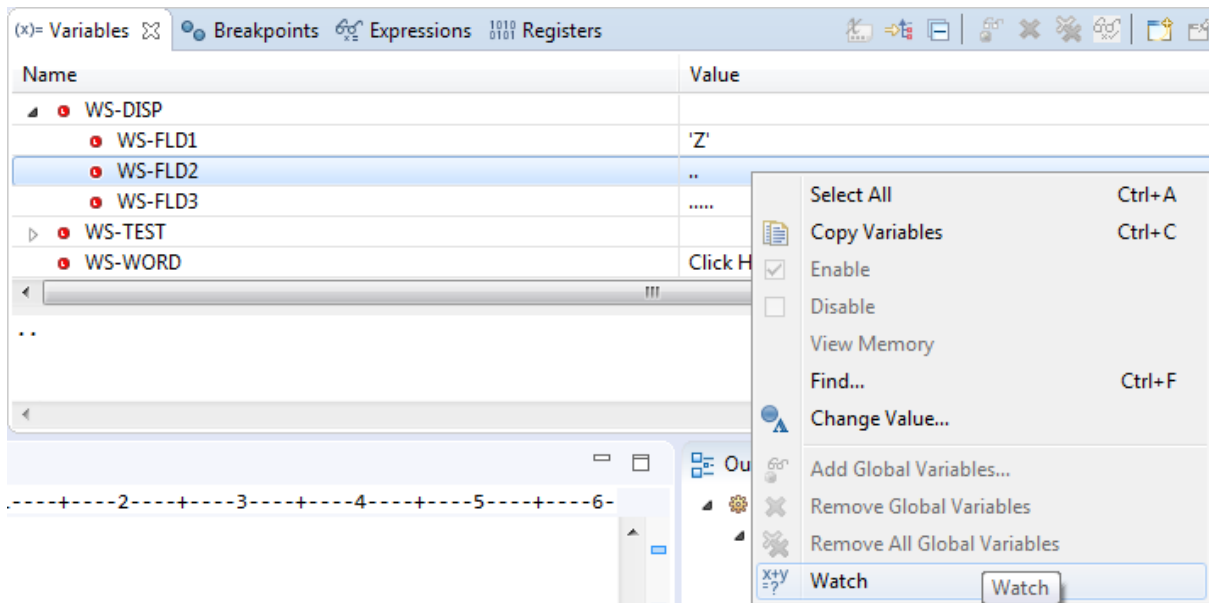 (x)= Variables Breakpoints Expressions 1010 0101 Registers
Name Value
WS-DISP
WS-FLD1 'Z'
WS-FLD2 ..
WS-FLD3 .....
WS-TEST
WS-WORD Click H
..
Select All Ctrl+A
Copy Variables Ctrl+C
Enable
Disable
View Memory
Find... Ctrl+F
Change Value...
Add Global Variables...
Remove Global Variables
Remove All Global Variables
x+y =? Watch Watch
Ou
.----+----2----+----3----+----4----+----5----+----6-